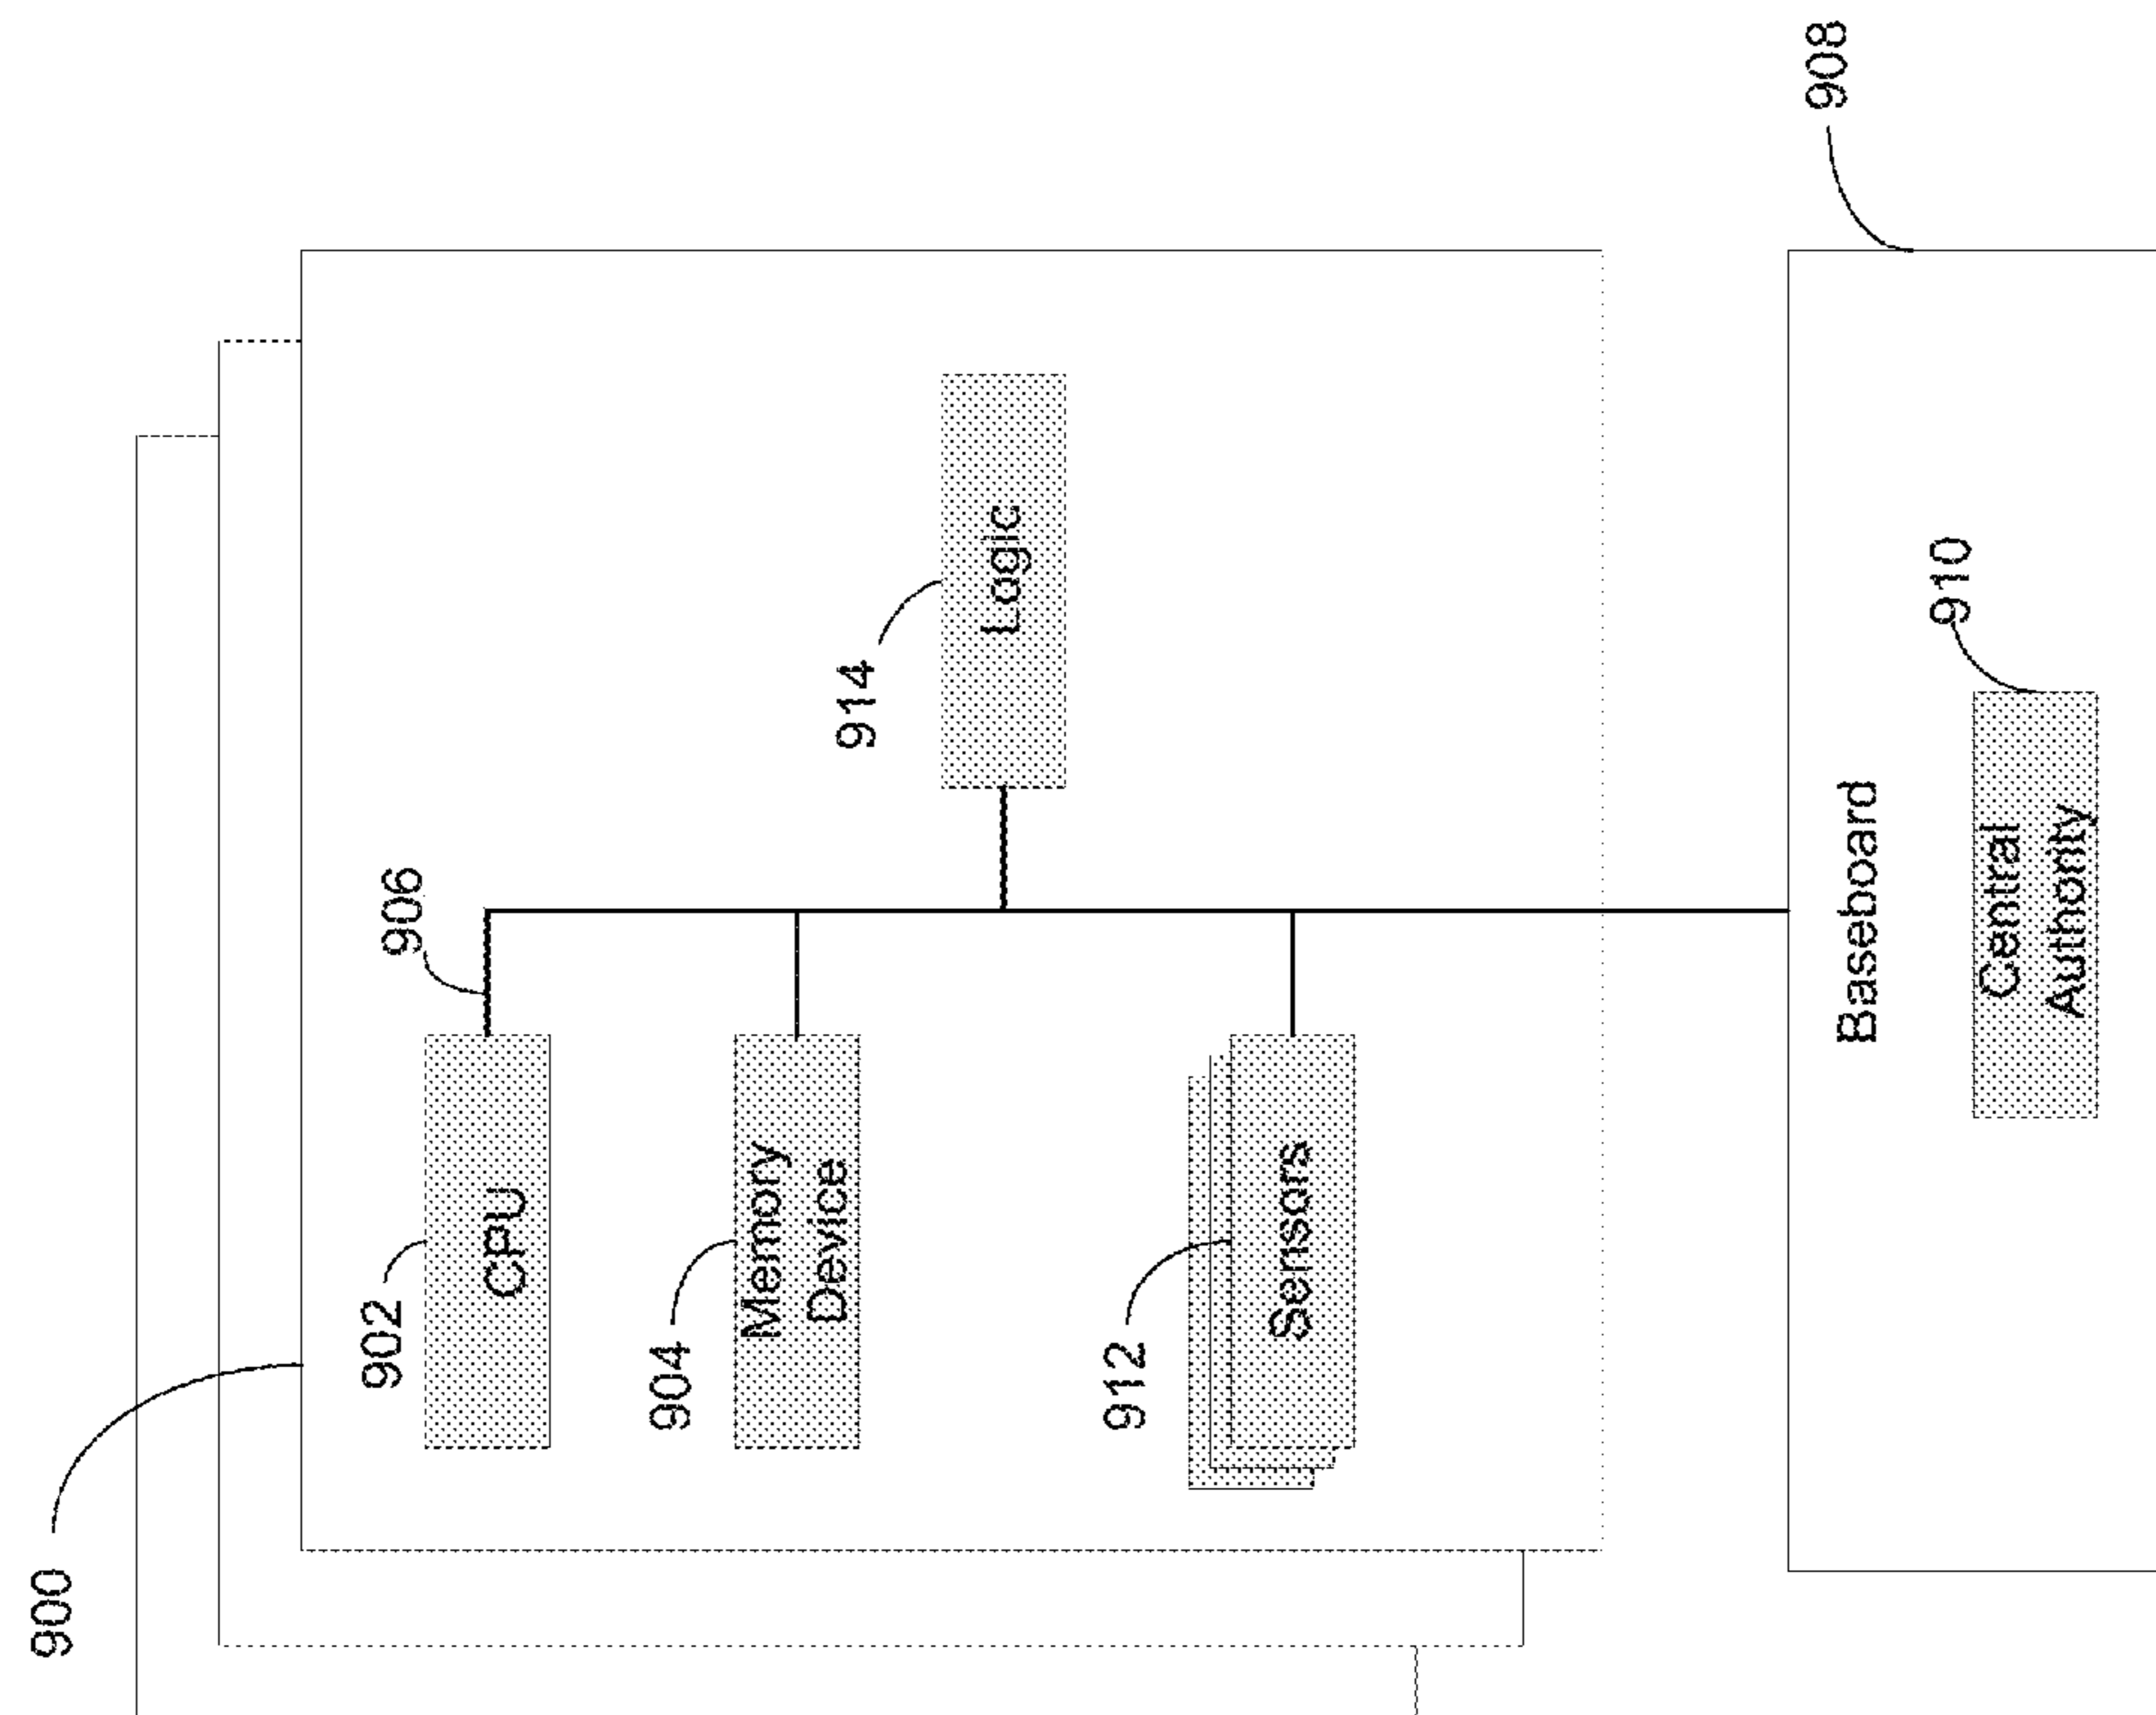 900
902
CPU
906
904
Memory
Device
914
Logic
912
Sensors
908
Baseboard
910
Central
Authority